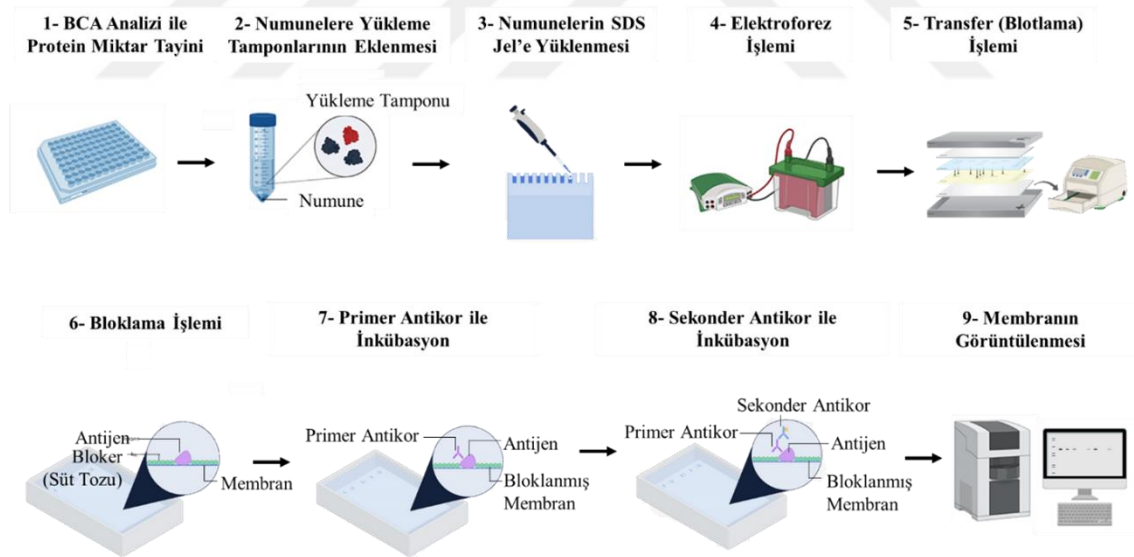 1- BCA Analizi ile
Protein Miktar Tayini
2- Numunelere Yükleme
Tamponlarının Eklenmesi
3- Numunelerin SDS
Jel’e Yüklenmesi
4- Elektroforez
İşlemi
5- Transfer (Blotlama)
İşlemi
Yükleme Tamponu
Numune
6- Bloklama İşlemi
7- Primer Antikor ile
İnkübasyon
8- Sekonder Antikor ile
İnkübasyon
9- Membranın
Görüntülenmesi
Antijen
Bloker
(Süt Tozu)
Membran
Primer Antikor
Antijen
Bloklanmış
Membran
Sekonder Antikor
Primer Antikor
Antijen
Bloklanmış
Membran